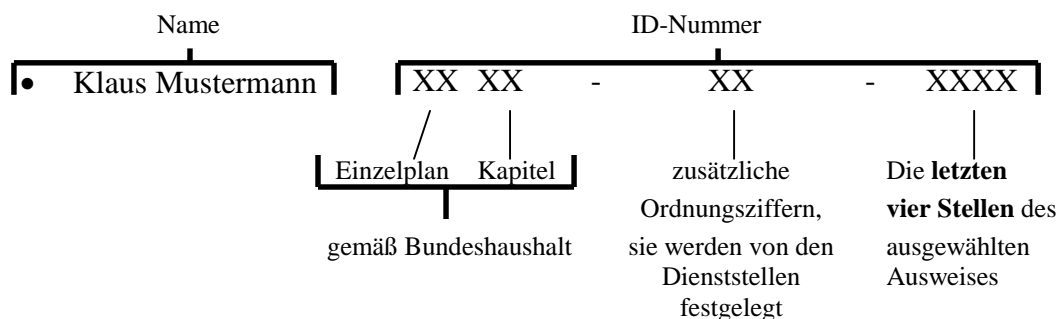 Name ID-Nummer
• Klaus Mustermann XX XX - XX - XXXX
Einzelplan Kapitel
gemäß Bundeshaushalt
zusätzliche
Ordnungsziffern,
sie werden von den
Dienststellen
festgelegt
Die letzten
vier Stellen des
ausgewählten
Ausweises